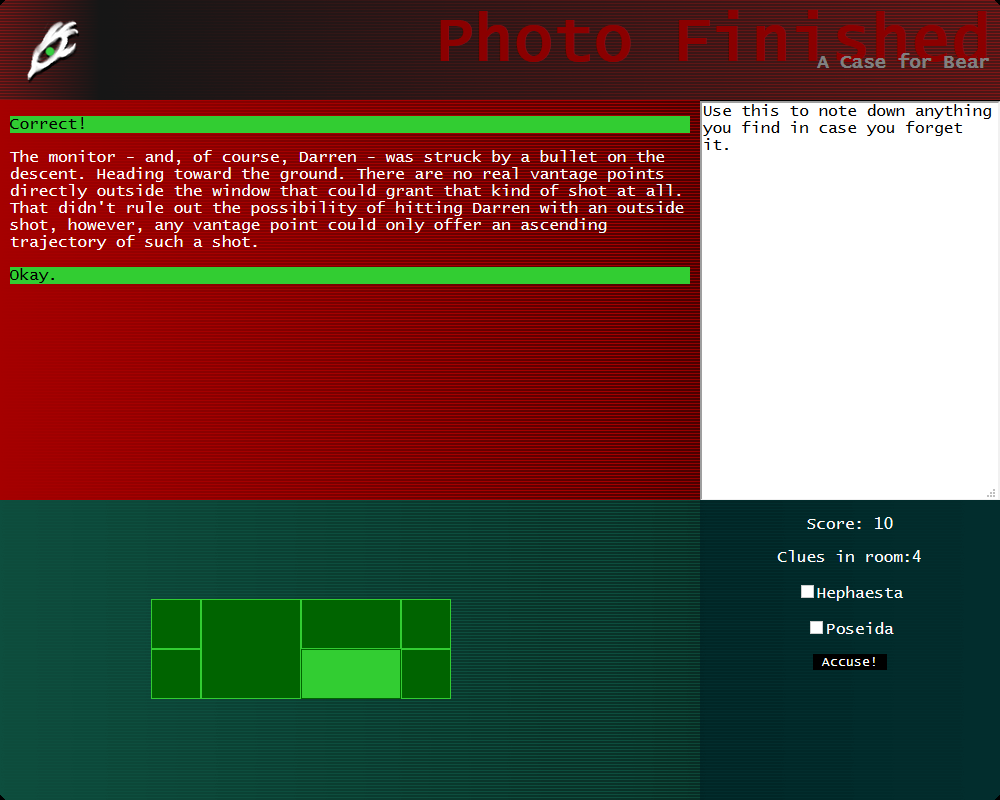 Photo Finished
A Case for Bear
Correct!
The monitor - and, of course, Darren - was struck by a bullet on the
descent. Heading toward the ground. There are no real vantage points
directly outside the window that could grant that kind of shot at all.
That didn't rule out the possibility of hitting Darren with an outside
shot, however, any vantage point could only offer an ascending
trajectory of such a shot.
Okay.
Use this to note down anything
you find in case you forget
it.
Score: 10
Clues in room:4
Hephaesta
Poseida
Accuse!